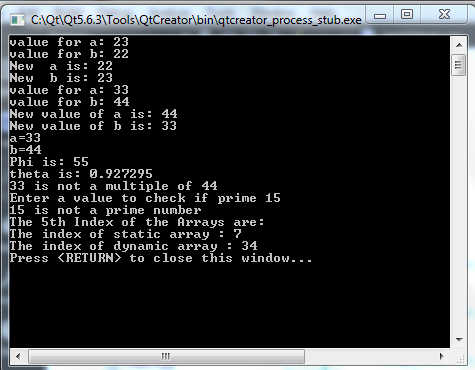 C:\Qt\Qt5.6.3\Tools\QtCreator\bin\qtcreator_process_stub.exe
value for a: 23
value for b: 22
New  a is: 22
New  b is: 23
value for a: 33
value for b: 44
New value of a is: 44
New value of b is: 33
a=33
b=44
Phi is: 55
theta is: 0.927295
33 is not a multiple of 44
Enter a value to check if prime 15
15 is not a prime number
The 5th Index of the Arrays are:
The index of static array : 7
The index of dynamic array : 34
Press <RETURN> to close this window...